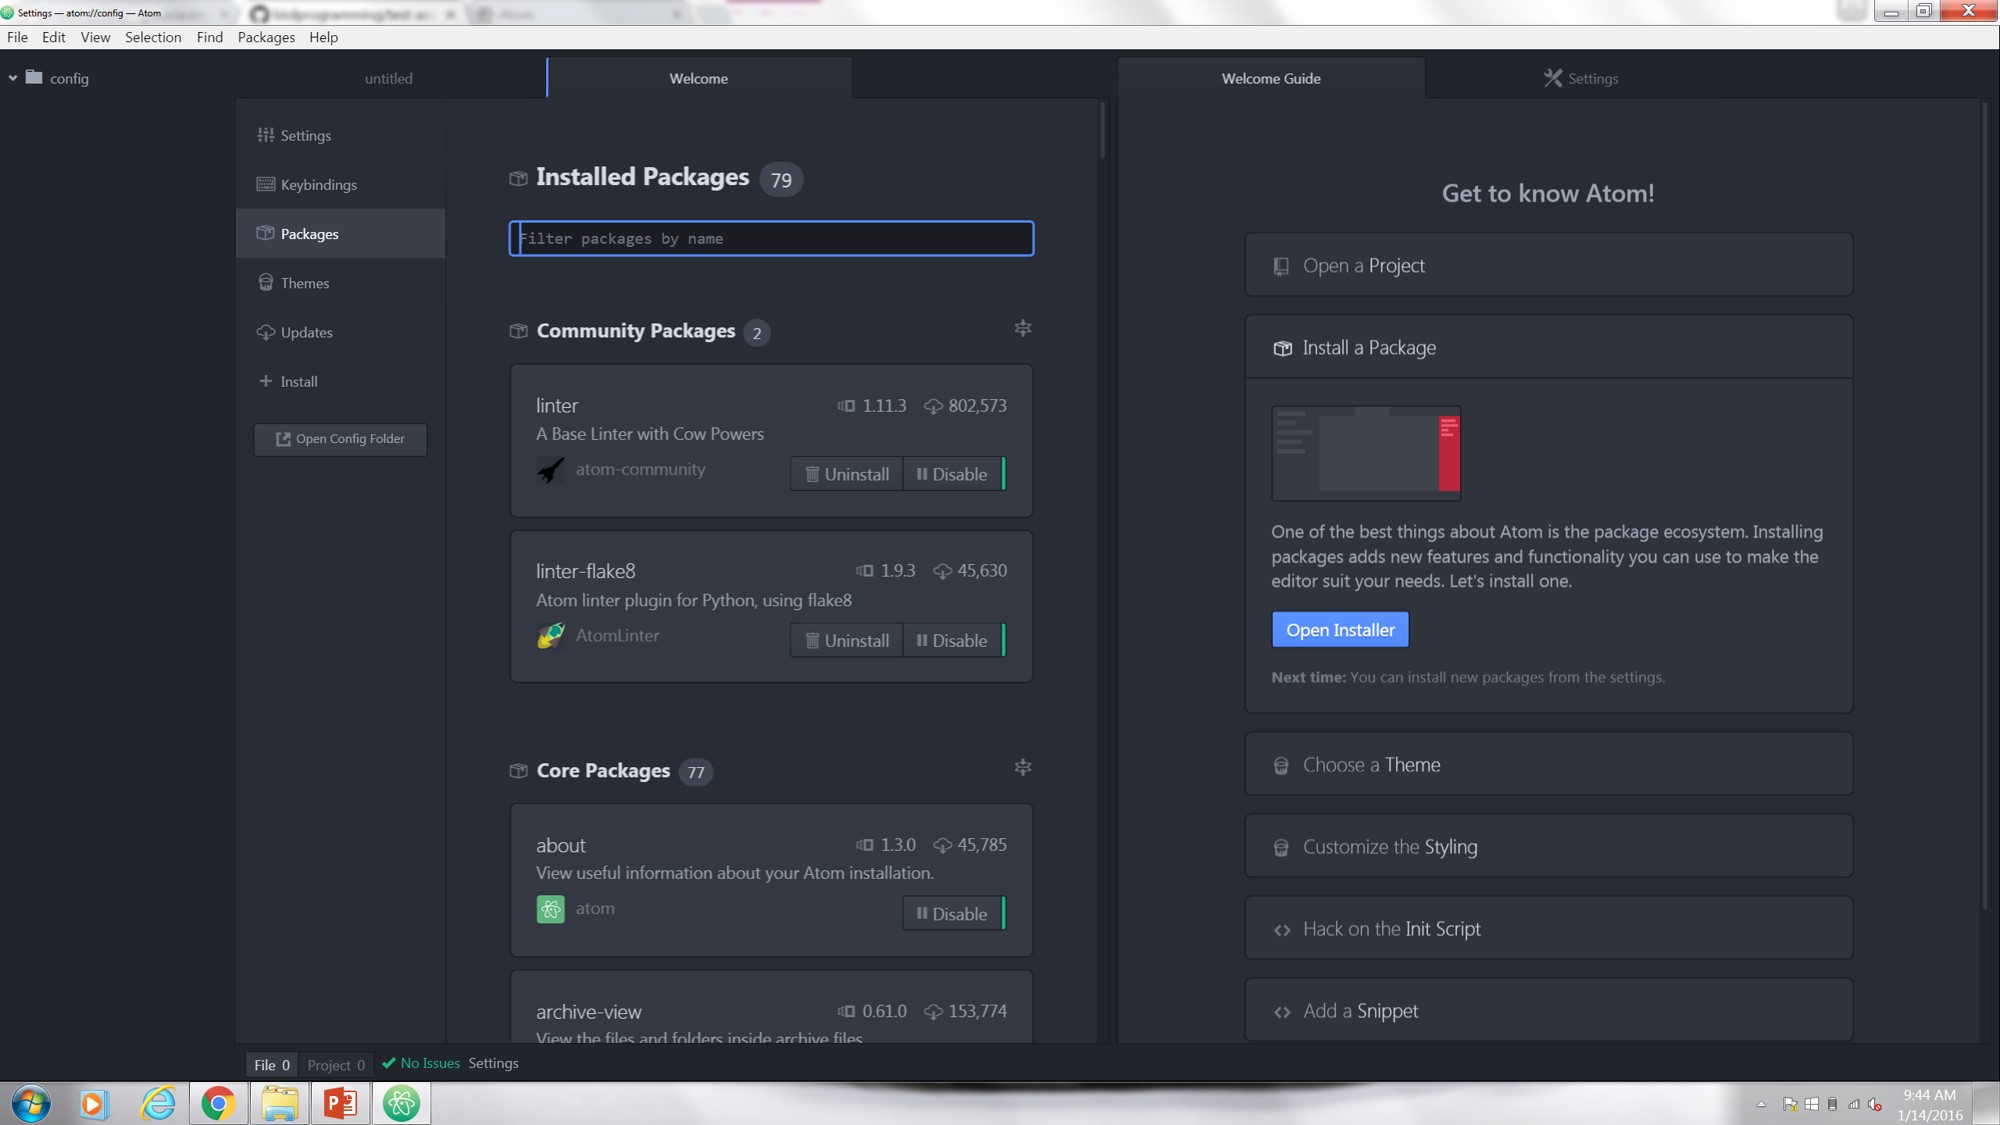 Settings — atom://config — Atom
File Edit View Selection Find Packages Help
config
untitled
Welcome
Welcome Guide
Settings
Settings
Keybindings
Packages
Themes
Updates
Install
Open Config Folder
Installed Packages 79
Filter packages by name
Community Packages 2
linter 1.11.3 802,573
A Base Linter with Cow Powers
atom-community Uninstall Disable
linter-flake8 1.9.3 45,630
Atom linter plugin for Python, using flake8
AtomLinter Uninstall Disable
Core Packages 77
about 1.3.0 45,785
View useful information about your Atom installation.
atom Disable
archive-view 0.61.0 153,774
View the files and folders inside archive files
Get to know Atom!
Open a Project
Install a Package
One of the best things about Atom is the package ecosystem. Installing
packages adds new features and functionality you can use to make the
editor suit your needs. Let's install one.
Open Installer
Next time: You can install new packages from the settings.
Choose a Theme
Customize the Styling
Hack on the Init Script
Add a Snippet
File 0 Project 0 No Issues Settings
9:44 AM
1/14/2016